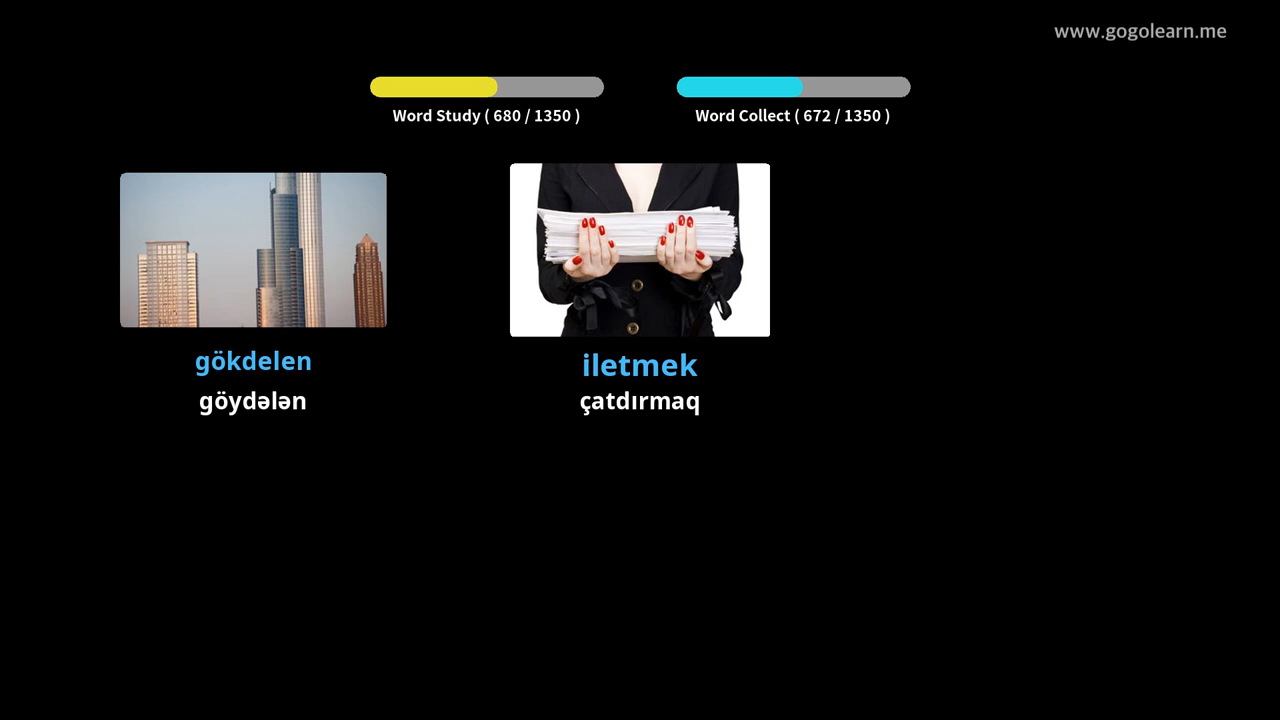 www.gogolearn.me
Word Study ( 680 / 1350 )
Word Collect ( 672 / 1350 )
gökdelen
göydələn
iletmek
çatdırmaq